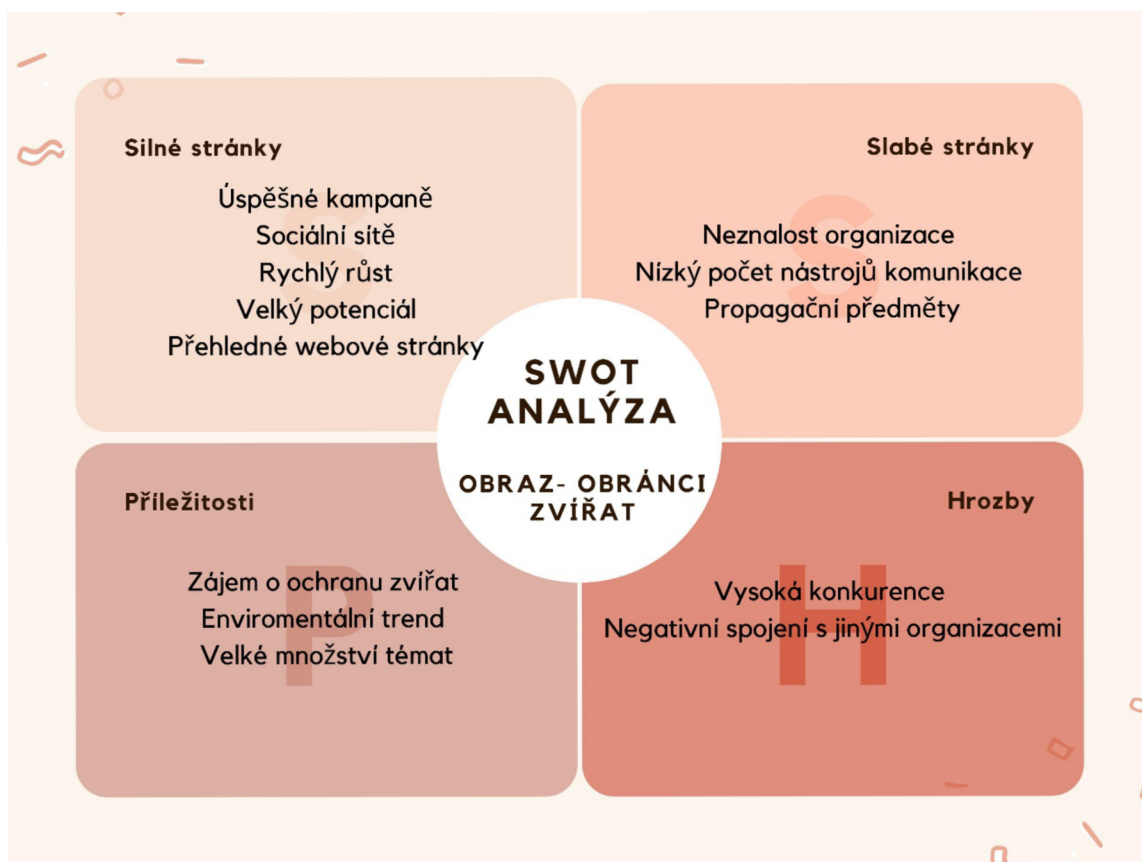 Silné stránky
Úspěšné kampaně
Sociální sítě
Rychlý růst
Velký potenciál
Přehledné webové stránky
S
Slabé stránky
Neznalost organizace
Nízký počet nástrojů komunikace
Propagační předměty
S
SWOT
ANALÝZA
OBRAZ- OBRÁNCI
ZVÍŘAT
Příležitosti
Zájem o ochranu zvířat
Enviromentální trend
Velké množství témat
P
Hrozby
Vysoká konkurence
Negativní spojení s jinými organizacemi
H